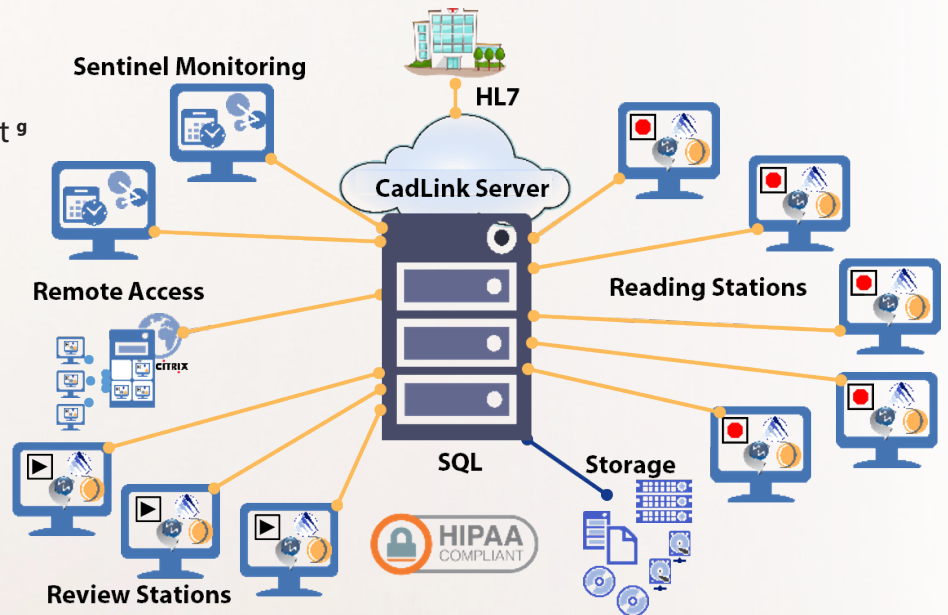 Sentinel Monitoring
HL7
t g
CadLink Server
Remote Access
Reading Stations
CITRIX
SQL
Storage
HIPAA
COMPLIANT
Review Stations